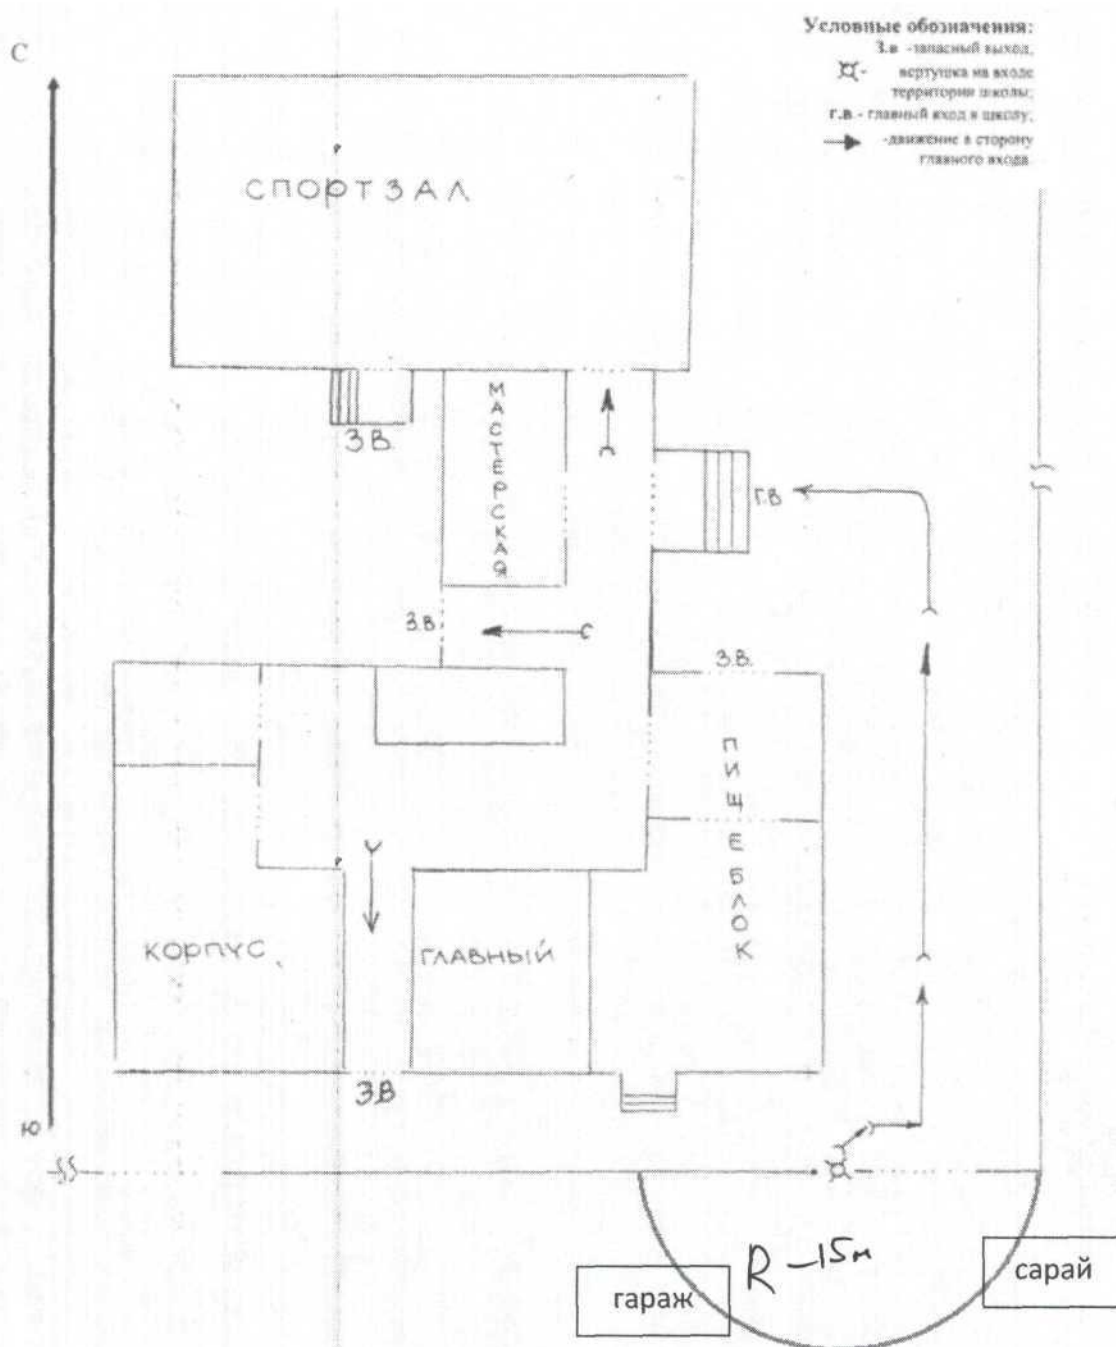 С
Условные обозначения:
З.в -запасный выход,
- вертушка на входе
территории школы;
г.в - главный вход в школу;
-движение в сторону
главного входа
СПОРТЗАЛ
МАСТЕРСКАЯ
З В.
Г.В
З.В
З.В.
ПИЩЕБЛОК
КОРПУС
ГЛАВНЫЙ
ЗВ
Ю
R -15м
гараж
сарай